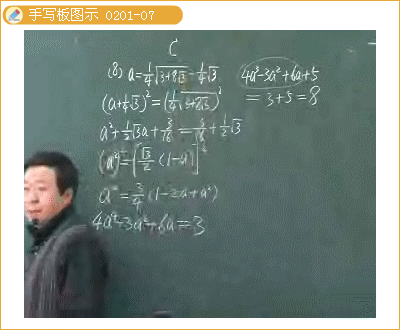 手写板图示 0201-07
C
(8) a=¼√(3+8√3)-¼√3
(a+¼√3)²=(¼√(3+8√3))²
a²+½√3a+3/16=3/16+½√3
(a²)²=[√3/2(1-a)]²
a⁴=¾(1-2a+a²)
4a⁴-3a²+6a=3
4a⁴-3a²+6a+5
=3+5=8